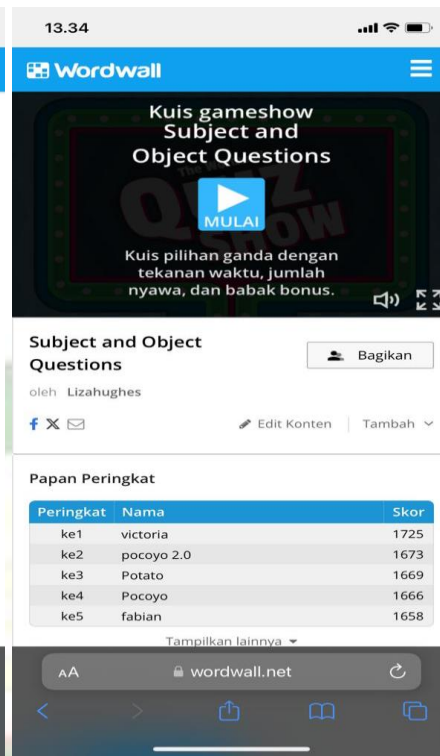 13.34
Wordwall
Kuis gameshow
Subject and
Object Questions
MULAI
Kuis pilihan ganda dengan
tekanan waktu, jumlah
nyawa, dan babak bonus.
Subject and Object
Questions
Bagikan
oleh Lizahughes
Edit Konten
Tambah
Papan Peringkat
Peringkat Nama Skor
ke1 victoria 1725
ke2 pocoyo 2.0 1673
ke3 Potato 1669
ke4 Pocoyo 1666
ke5 fabian 1658
Tampilkan lainnya
AA wordwall.net